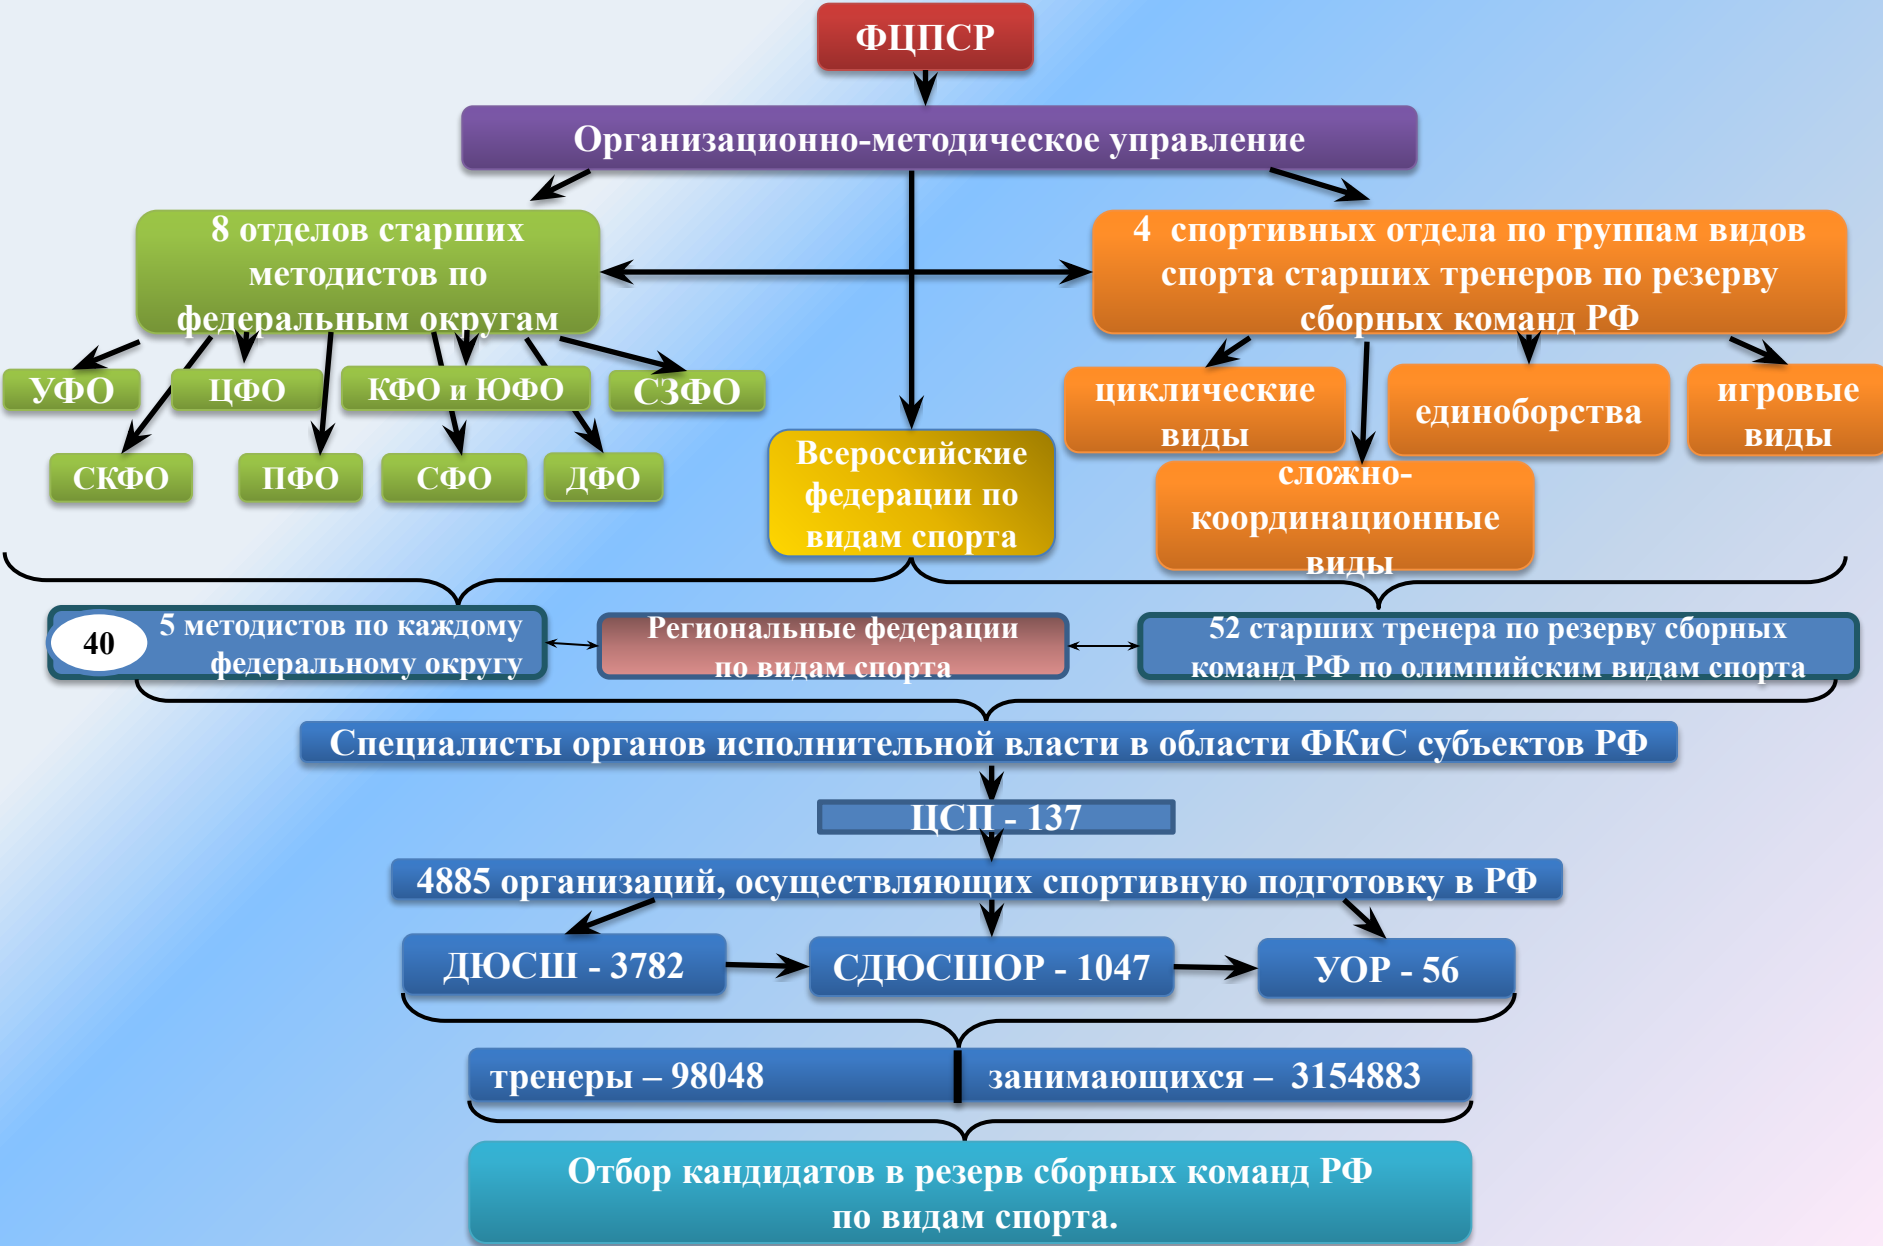 ФЦПСР
Организационно-методическое управление
8 отделов старших
методистов по
федеральным округам
4 спортивных отдела по группам видов
спорта старших тренеров по резерву
сборных команд РФ
УФО
ЦФО
КФО и ЮФО
СЗФО
СКФО
ПФО
СФО
ДФО
циклические
виды
единоборства
игровые
виды
сложно-
координационные
виды
Всероссийские
федерации по
видам спорта
40
5 методистов по каждому
федеральному округу
Региональные федерации
по видам спорта
52 старших тренера по резерву сборных
команд РФ по олимпийским видам спорта
Специалисты органов исполнительной власти в области ФКиС субъектов РФ
ЦСП - 137
4885 организаций, осуществляющих спортивную подготовку в РФ
ДЮСШ - 3782
СДЮСШОР - 1047
УОР - 56
тренеры – 98048
занимающихся – 3154883
Отбор кандидатов в резерв сборных команд РФ
по видам спорта.